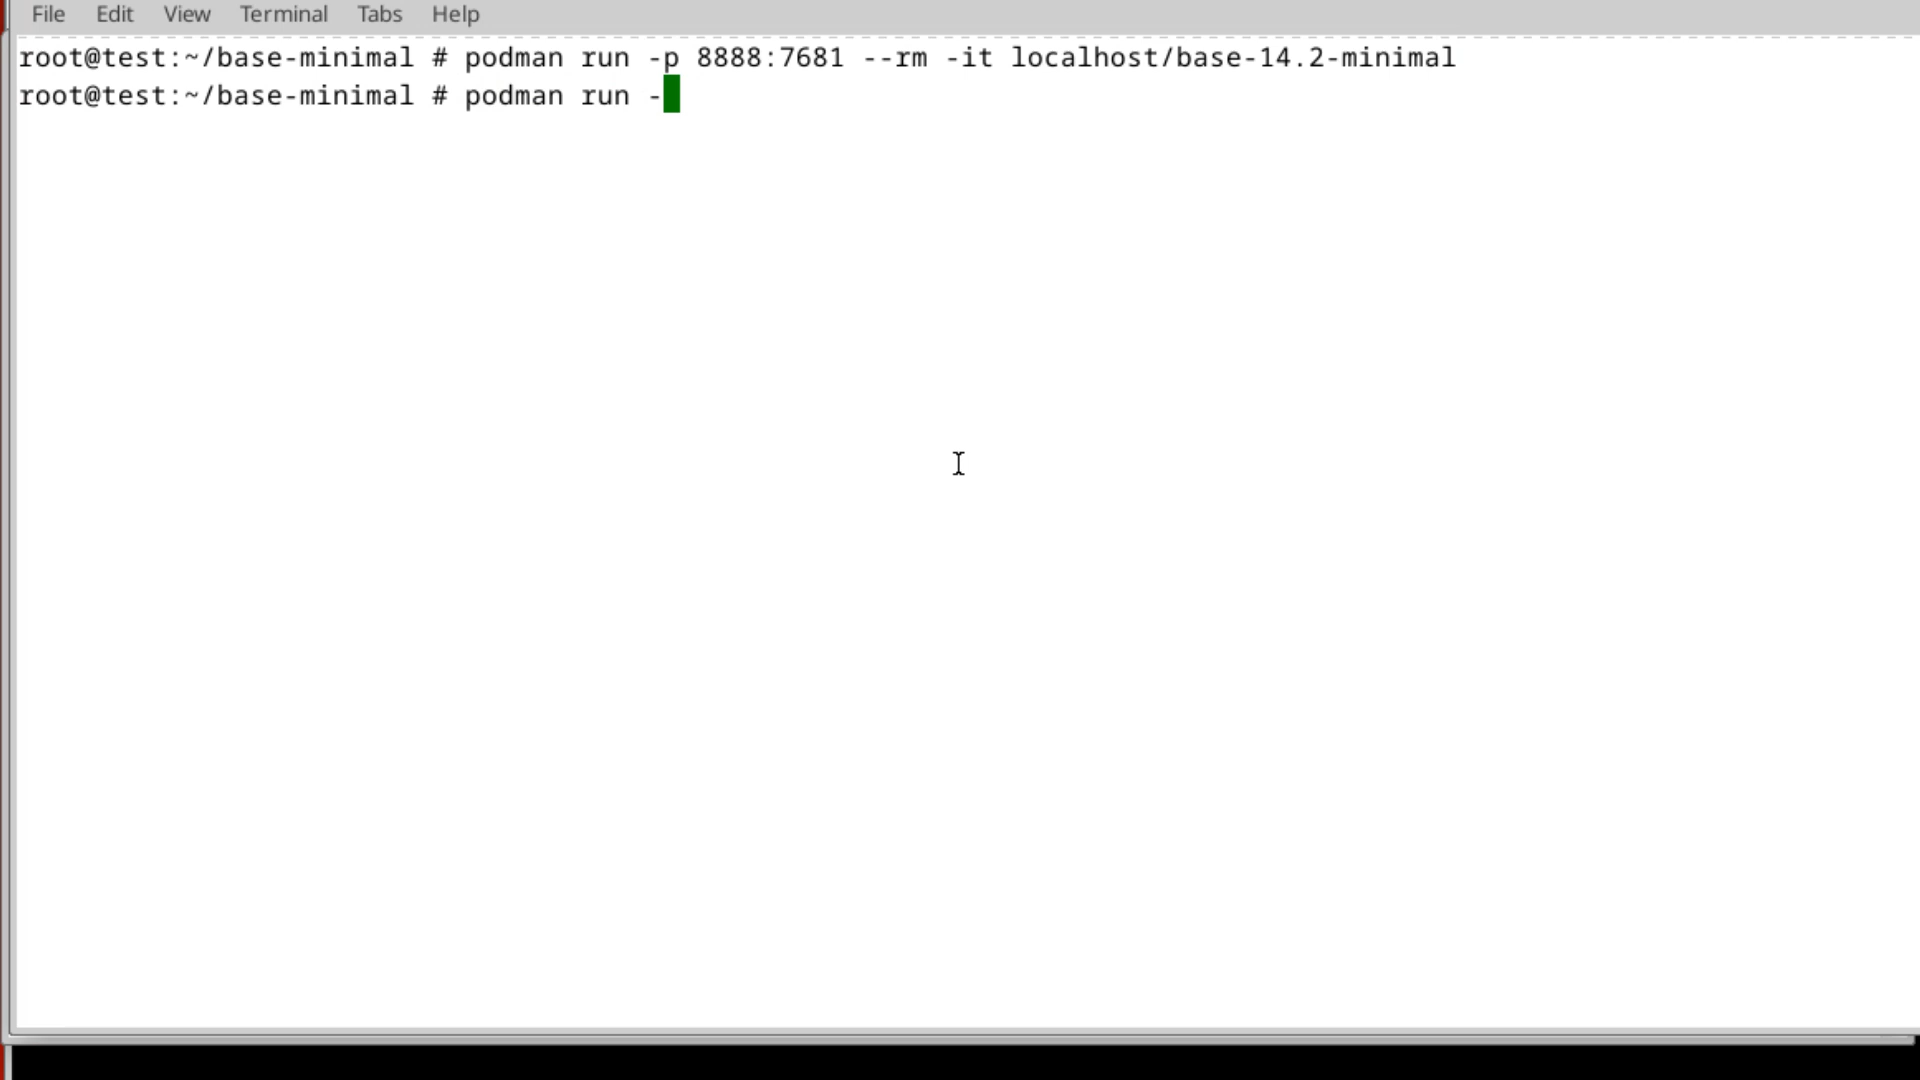 File Edit View Terminal Tabs Help
root@test:~/base-minimal # podman run -p 8888:7681 --rm -it localhost/base-14.2-minimal
root@test:~/base-minimal # podman run -